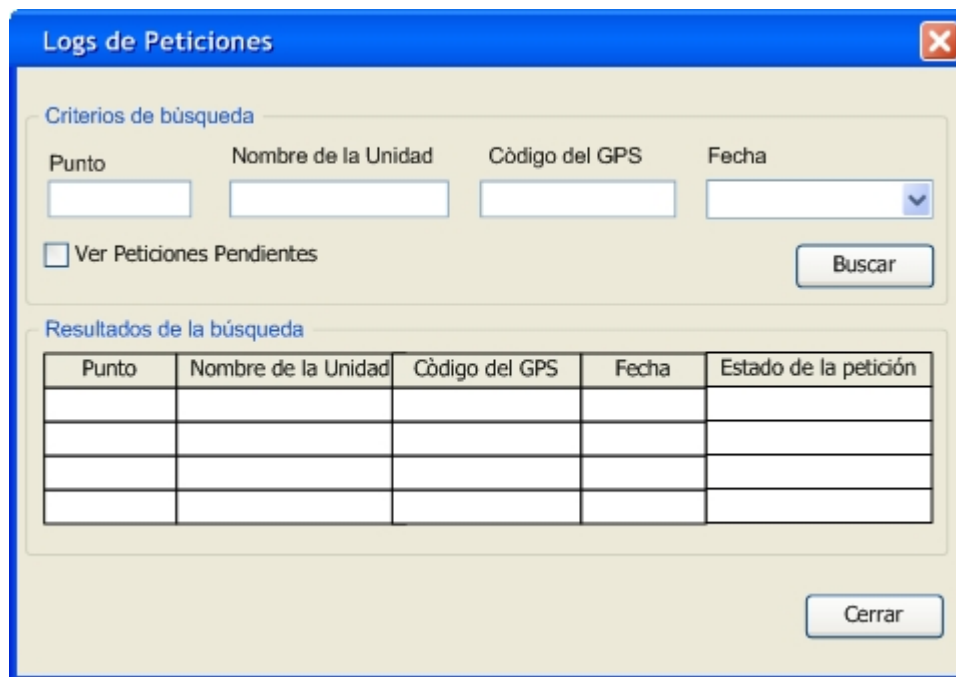 Logs de Peticiones
Criterios de bùsqueda
Punto Nombre de la Unidad Còdigo del GPS Fecha
Ver Peticiones Pendientes
Buscar
Resultados de la búsqueda
Punto Nombre de la Unidad Còdigo del GPS Fecha Estado de la petición
Cerrar